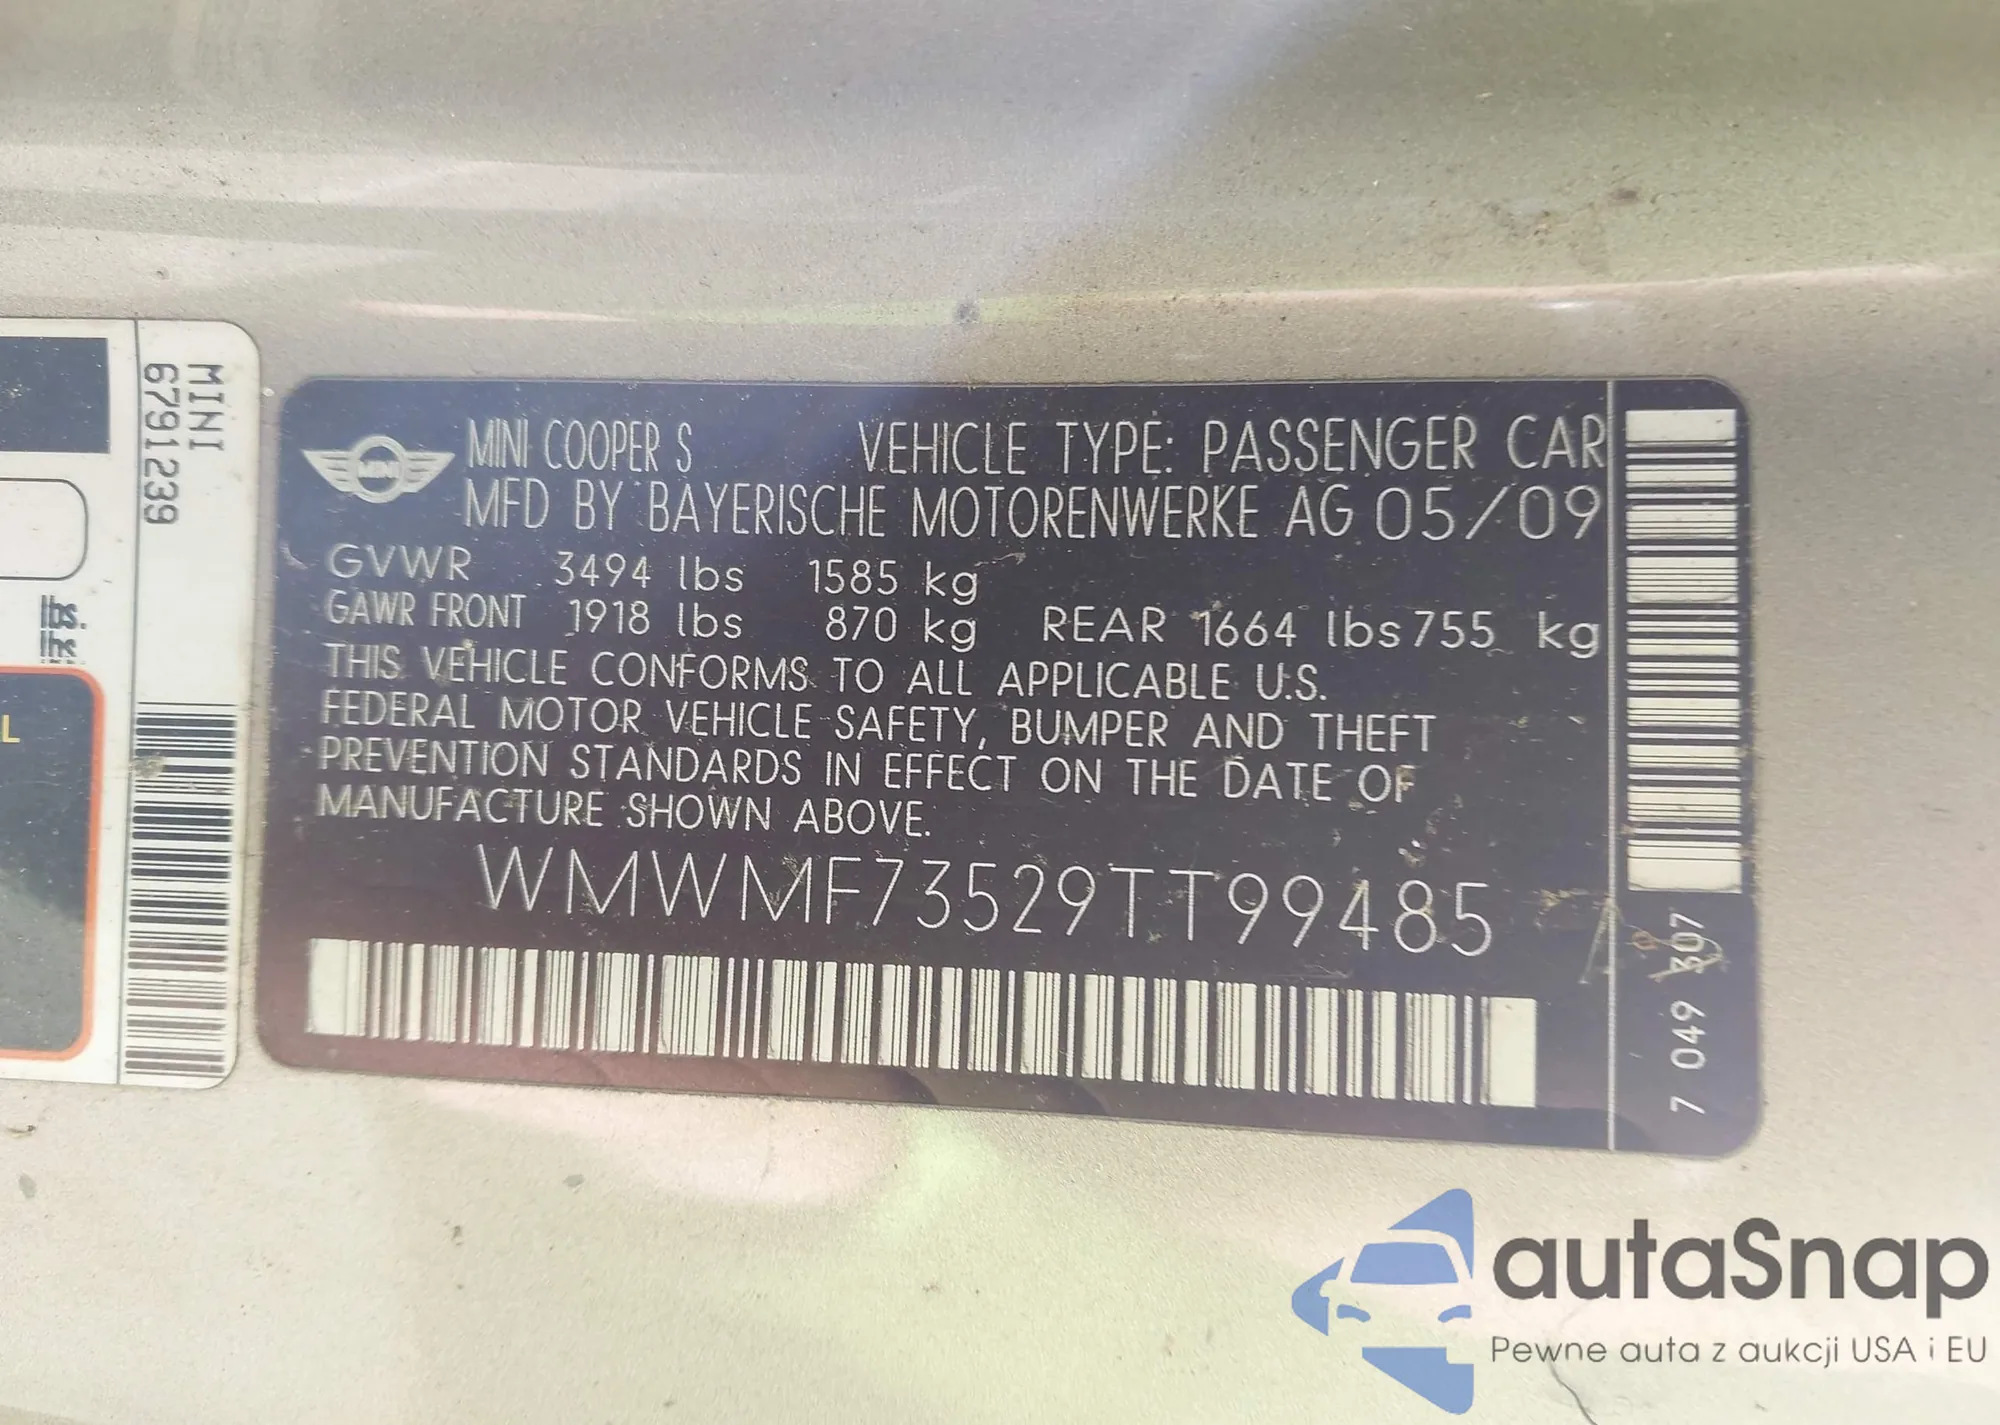 MINI
6791239
lbs.
lbs
L
MINI
MINI COOPER S VEHICLE TYPE: PASSENGER CAR
MFD BY BAYERISCHE MOTORENWERKE AG 05/09
GVWR 3494 lbs 1585 kg
GAWR FRONT 1918 lbs 870 kg REAR 1664 lbs 755 kg
THIS VEHICLE CONFORMS TO ALL APPLICABLE U.S.
FEDERAL MOTOR VEHICLE SAFETY, BUMPER AND THEFT
PREVENTION STANDARDS IN EFFECT ON THE DATE OF
MANUFACTURE SHOWN ABOVE.
WMWMF73529TT99485
7 049 307
autaSnap
Pewne auta z aukcji USA i EU